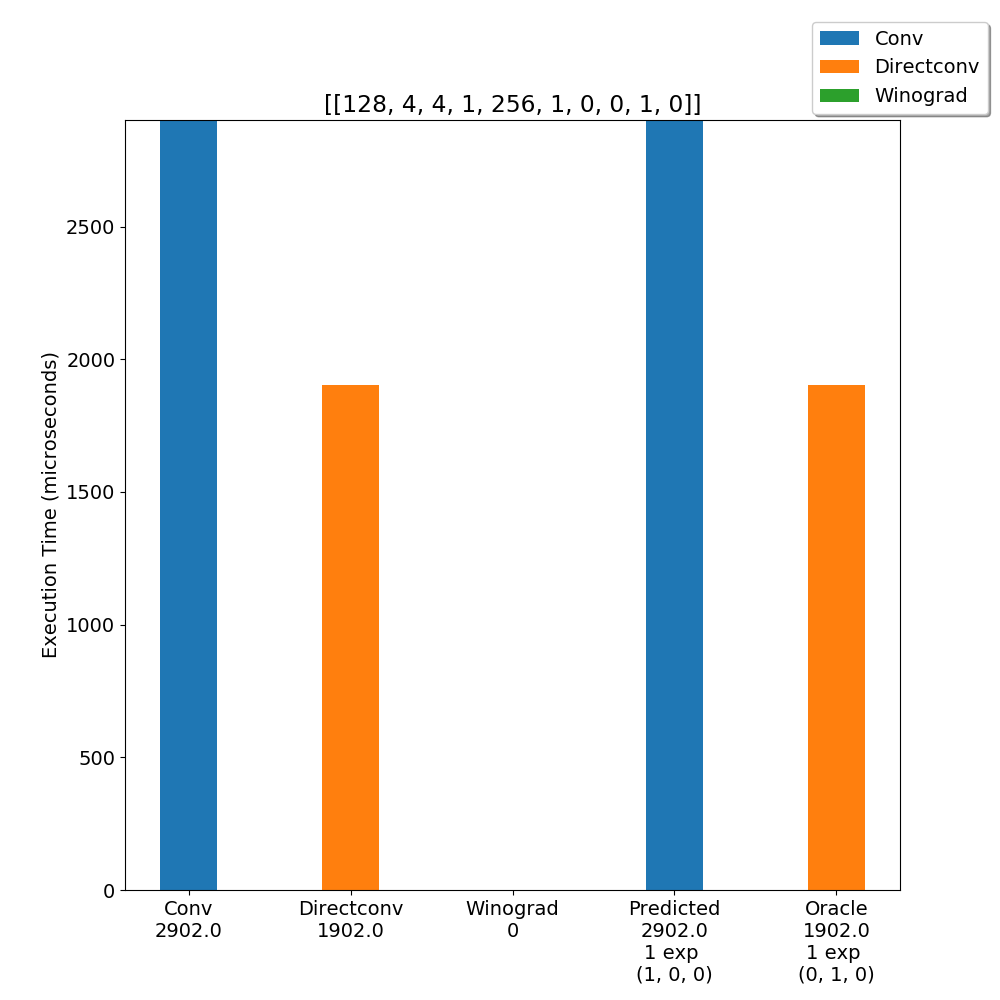 Conv
Directconv
Winograd
[[128, 4, 4, 1, 256, 1, 0, 0, 1, 0]]
Execution Time (microseconds)
2500
2000
1500
1000
500
0
Conv
2902.0
Directconv
1902.0
Winograd
0
Predicted
2902.0
1 exp
(1, 0, 0)
Oracle
1902.0
1 exp
(0, 1, 0)